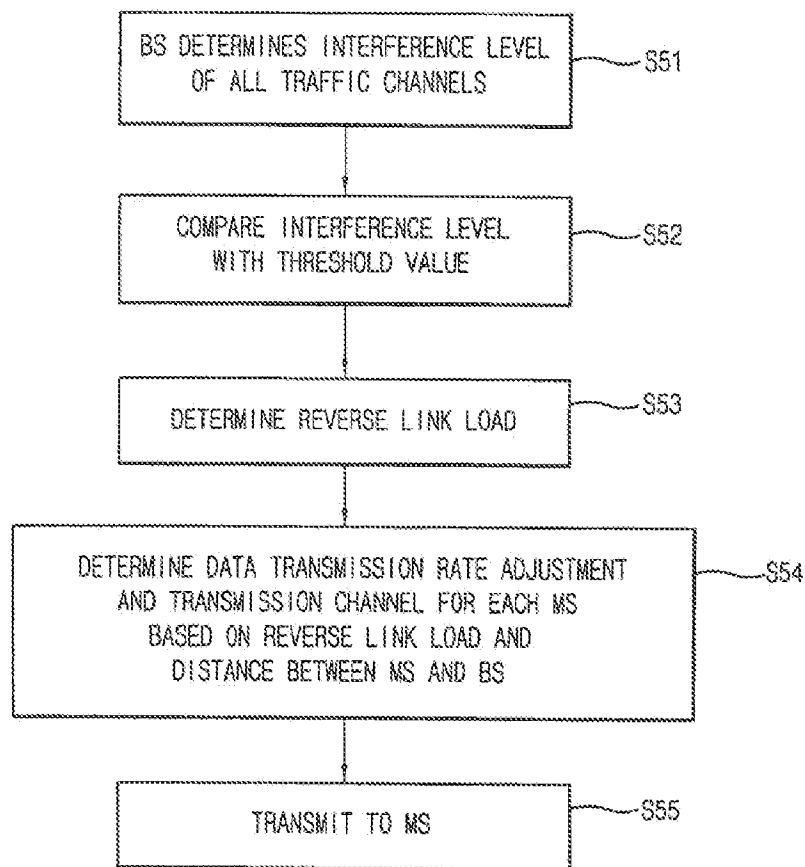 BS DETERMINES INTERFERENCE LEVEL
OF ALL TRAFFIC CHANNELS
S51
COMPARE INTERFERENCE LEVEL
WITH THRESHOLD VALUE
S52
DETERMINE REVERSE LINK LOAD
S53
DETERMINE DATA TRANSMISSION RATE ADJUSTMENT
AND TRANSMISSION CHANNEL FOR EACH MS
BASED ON REVERSE LINK LOAD AND
DISTANCE BETWEEN MS AND BS
S54
TRANSMIT TO MS
S55